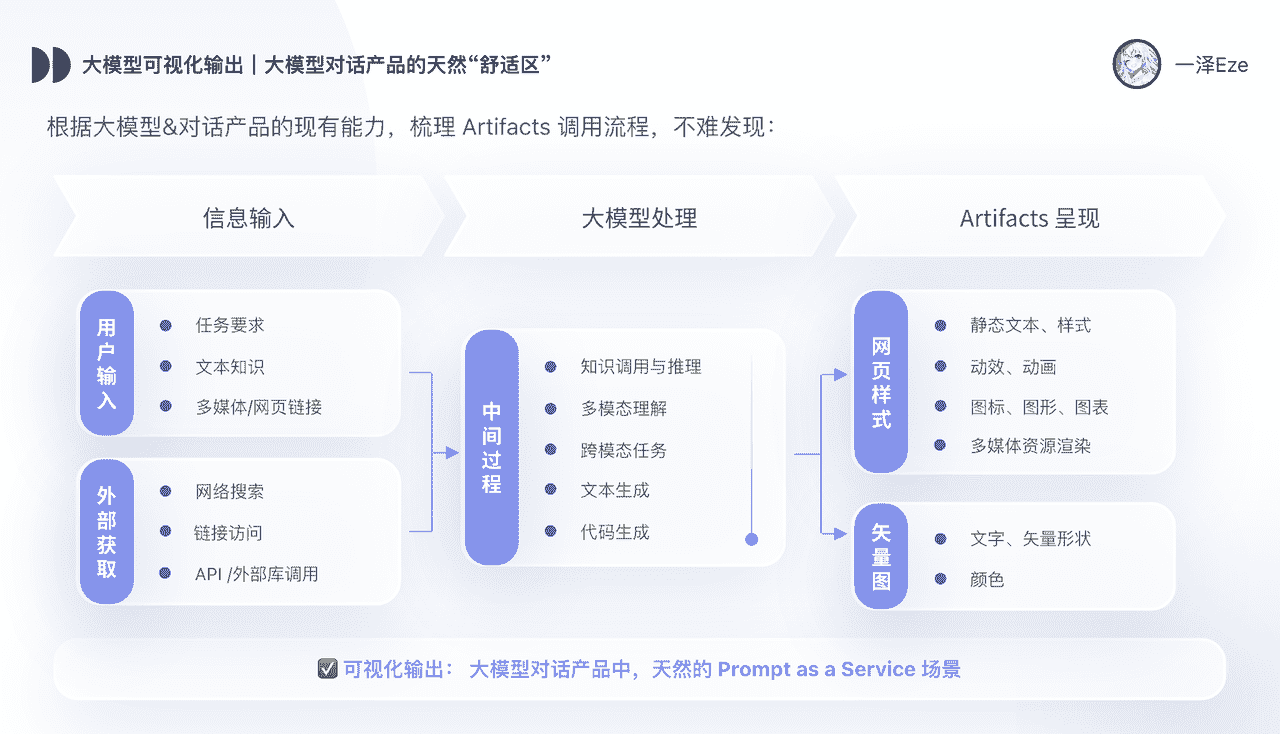 大模型可视化输出｜大模型对话产品的天然“舒适区”
一泽Eze
根据大模型&对话产品的现有能力，梳理 Artifacts 调用流程，不难发现：
信息输入
大模型处理
Artifacts 呈现
用户输入
任务要求
文本知识
多媒体/网页链接
外部获取
网络搜索
链接访问
API /外部库调用
中间过程
知识调用与推理
多模态理解
跨模态任务
文本生成
代码生成
网页样式
静态文本、样式
动效、动画
图标、图形、图表
多媒体资源渲染
矢量图
文字、矢量形状
颜色
☑️ 可视化输出： 大模型对话产品中，天然的 Prompt as a Service 场景